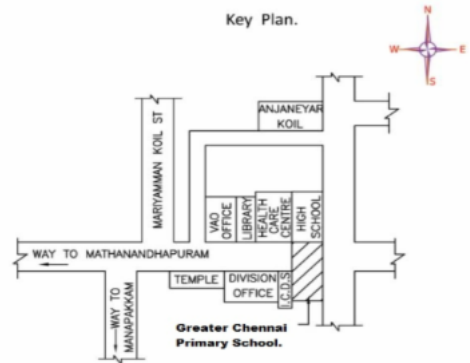 Key Plan.
N
W E
S
ANJANEYAR
KOIL
MARIYAMMAN KOIL ST
VAO
OFFICE
LIBRARY
HEALTH
CARE
CENTRE
HIGH
SCHOOL
WAY TO MATHANANDHAPURAM
TEMPLE
DIVISION
OFFICE
I.C.D.S
WAY TO
MANAPAKKAM
Greater Chennai
Primary School.